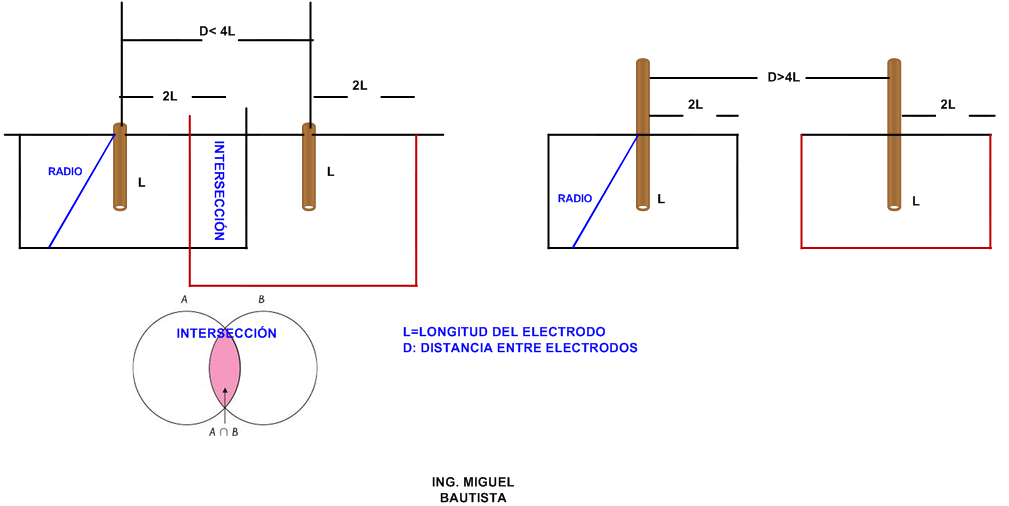 D< 4L
2L
2L
RADIO
L
INTERSECCIÓN
L
D>4L
2L
2L
RADIO
L
L
A
B
INTERSECCIÓN
A ∩ B
L=LONGITUD DEL ELECTRODO
D: DISTANCIA ENTRE ELECTRODOS
ING. MIGUEL
BAUTISTA